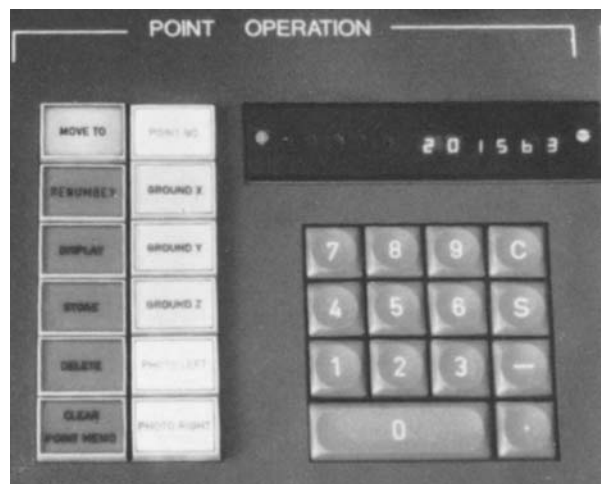 POINT OPERATION
MOVE TO POINT NO
RENUMBER GROUND X
DISPLAY GROUND Y
STORE GROUND Z
DELETE PHOTO LEFT
CLEAR
POINT MEMO PHOTO RIGHT
201563
7 8 9 C
4 5 6 S
1 2 3 —
0 .